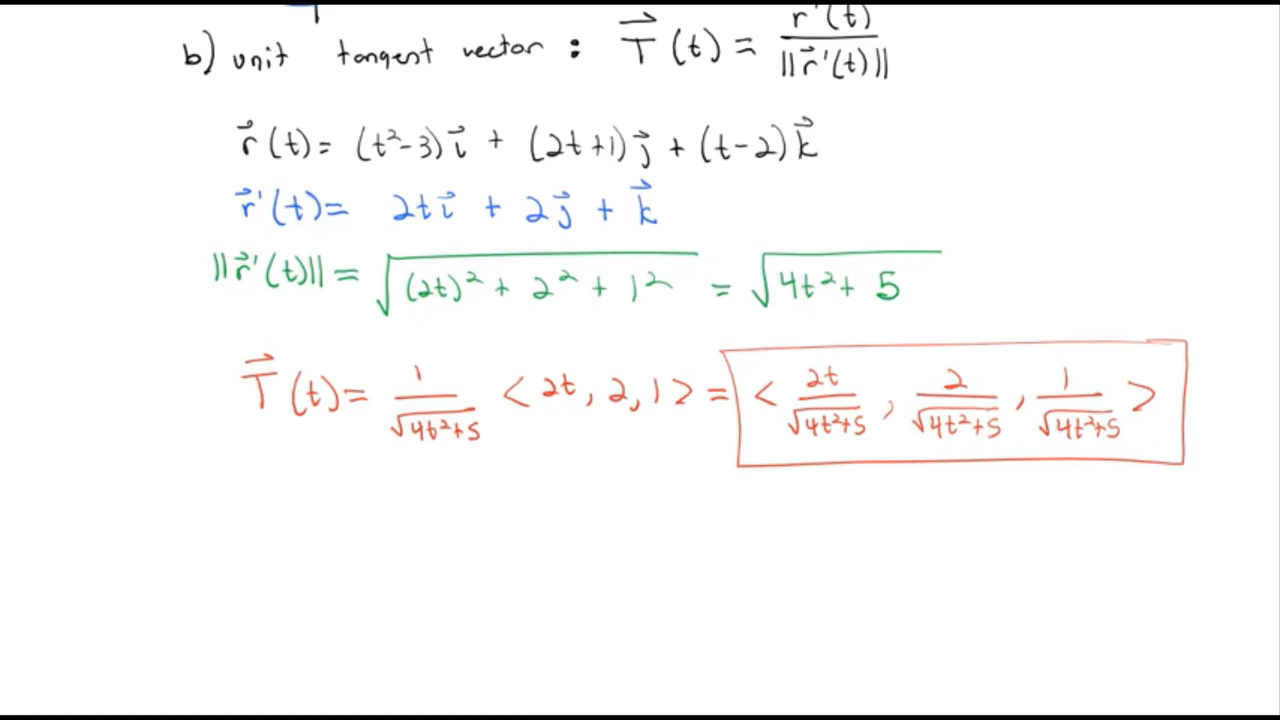 b) unit tangent vector : T⃗(t) = r'(t) / ||r⃗'(t)||
r⃗(t) = (t²-3)i⃗ + (2t+1)j⃗ + (t-2)k⃗
r⃗'(t) = 2ti⃗ + 2j⃗ + k⃗
||r⃗'(t)|| = √((2t)² + 2² + 1²) = √(4t² + 5)
T⃗(t) = 1/√(4t²+5) <2t, 2, 1> = <2t/√(4t²+5), 2/√(4t²+5), 1/√(4t²+5)>